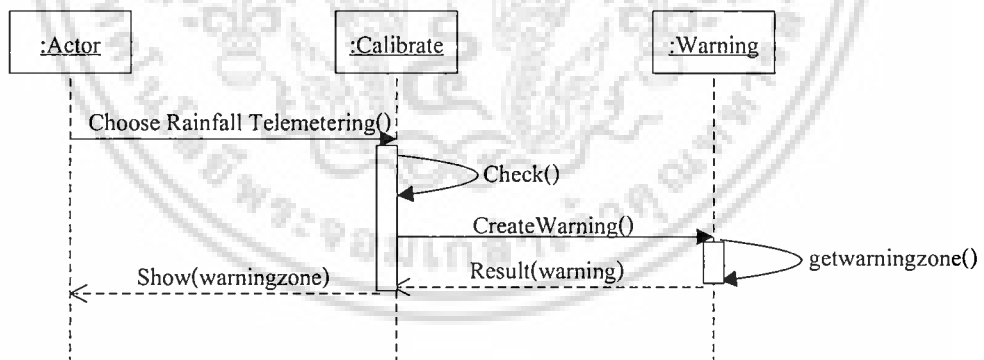 :Actor
:Calibrate
:Warning
Choose Rainfall Telemetering()
Check()
CreateWarning()
getwarningzone()
Result(warning)
Show(warningzone)